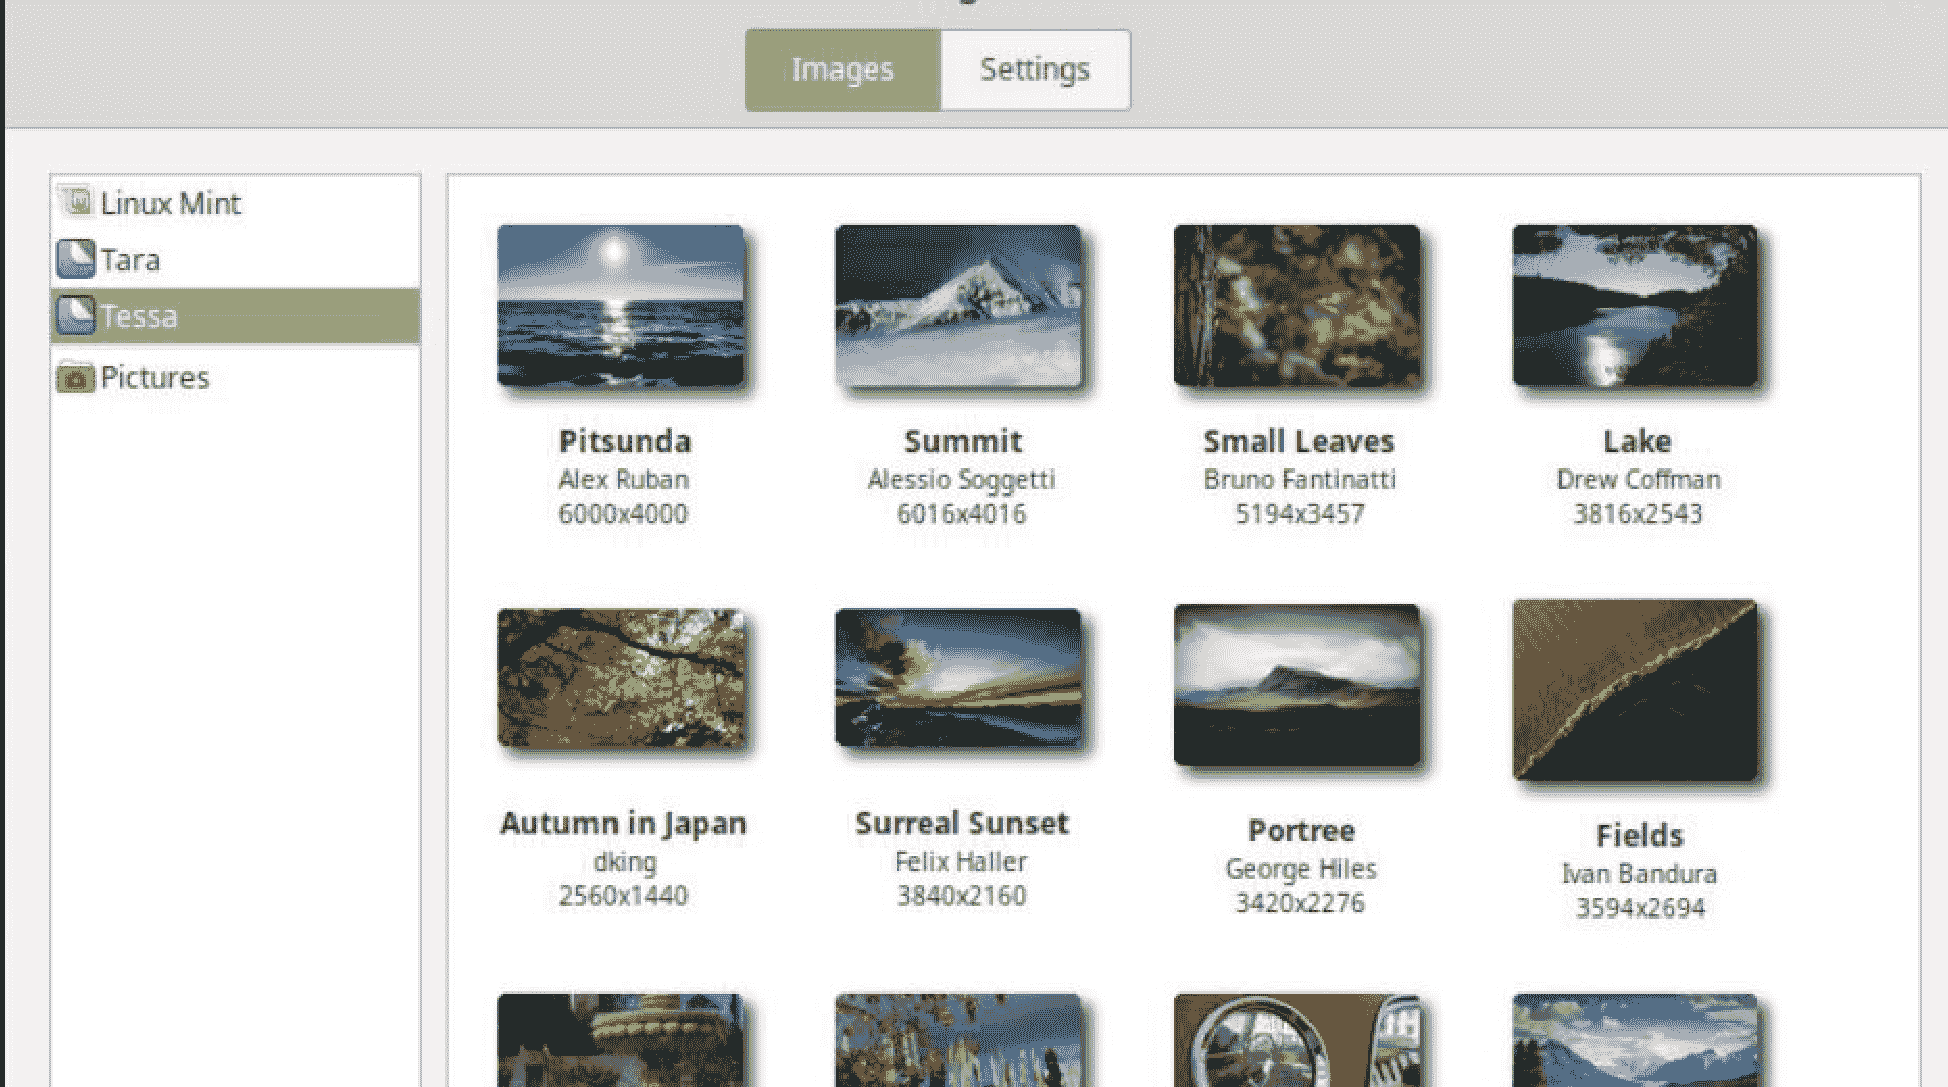 Images
Settings
Linux Mint
Tara
Tessa
Pictures
Pitsunda
Alex Ruban
6000x4000
Summit
Alessio Soggetti
6016x4016
Small Leaves
Bruno Fantinatti
5194x3457
Lake
Drew Coffman
3816x2543
Autumn in Japan
dking
2560x1440
Surreal Sunset
Felix Haller
3840x2160
Portree
George Hiles
3420x2276
Fields
Ivan Bandura
3594x2694